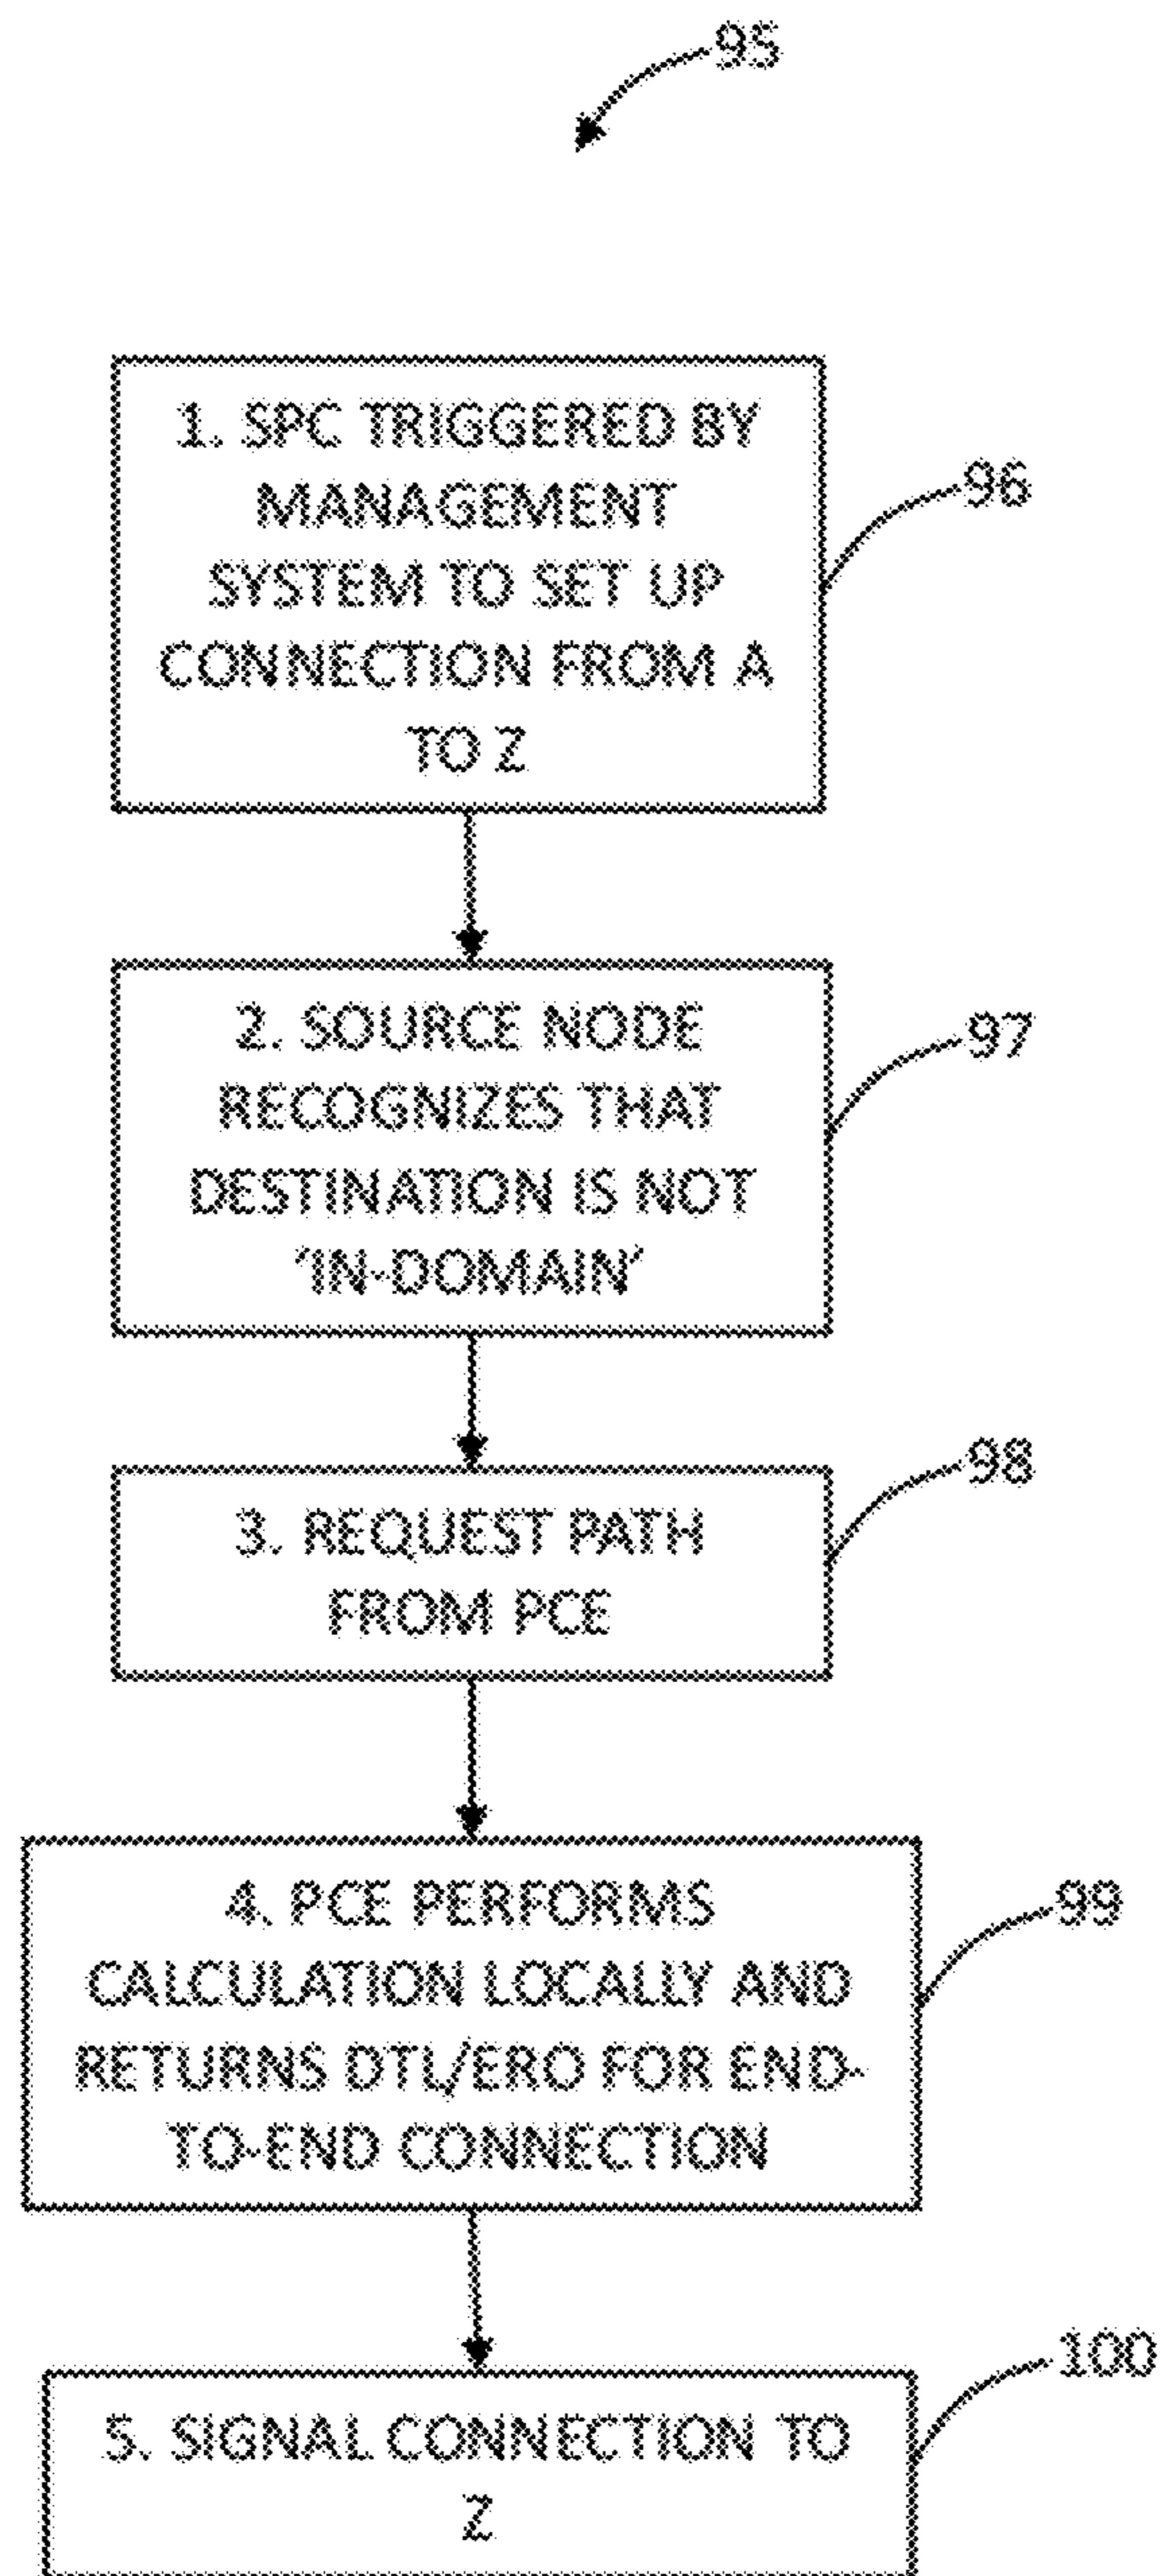 95
1. SPC TRIGGERED BY
MANAGEMENT
SYSTEM TO SET UP
CONNECTION FROM A
TO Z
96
2. SOURCE NODE
RECOGNIZES THAT
DESTINATION IS NOT
'IN-DOMAIN'
97
3. REQUEST PATH
FROM PCE
98
4. PCE PERFORMS
CALCULATION LOCALLY AND
RETURNS DTL/ERO FOR END-
TO-END CONNECTION
99
5. SIGNAL CONNECTION TO
Z
100